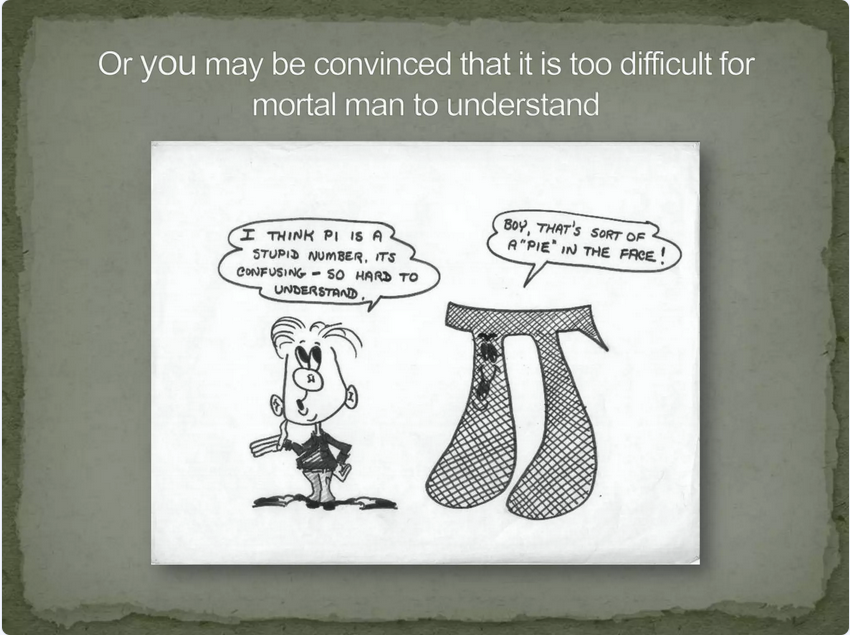 Or you may be convinced that it is too difficult for
mortal man to understand
I THINK PI IS A
STUPID NUMBER, ITS
CONFUSING - SO HARD TO
UNDERSTAND.
BOY, THAT'S SORT OF
A "PIE" IN THE FACE!